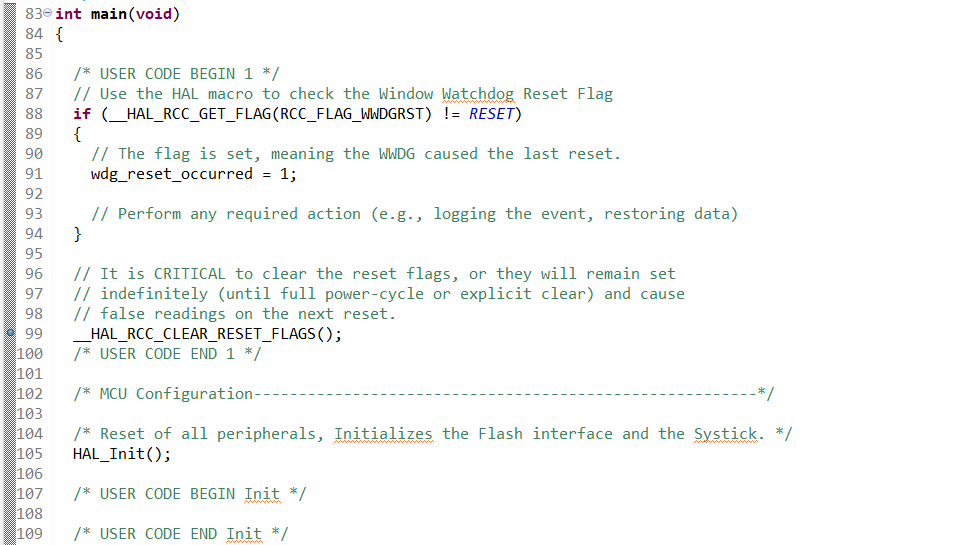 83 int main(void)
84 {
85
86 /* USER CODE BEGIN 1 */
87 // Use the HAL macro to check the Window Watchdog Reset Flag
88 if (__HAL_RCC_GET_FLAG(RCC_FLAG_WWDGRST) != RESET)
89 {
90 // The flag is set, meaning the WWDG caused the last reset.
91 wdg_reset_occurred = 1;
92
93 // Perform any required action (e.g., logging the event, restoring data)
94 }
95
96 // It is CRITICAL to clear the reset flags, or they will remain set
97 // indefinitely (until full power-cycle or explicit clear) and cause
98 // false readings on the next reset.
99 __HAL_RCC_CLEAR_RESET_FLAGS();
100 /* USER CODE END 1 */
101
102 /* MCU Configuration--------------------------------------------------------*/
103
104 /* Reset of all peripherals, Initializes the Flash interface and the Systick. */
105 HAL_Init();
106
107 /* USER CODE BEGIN Init */
108
109 /* USER CODE END Init */